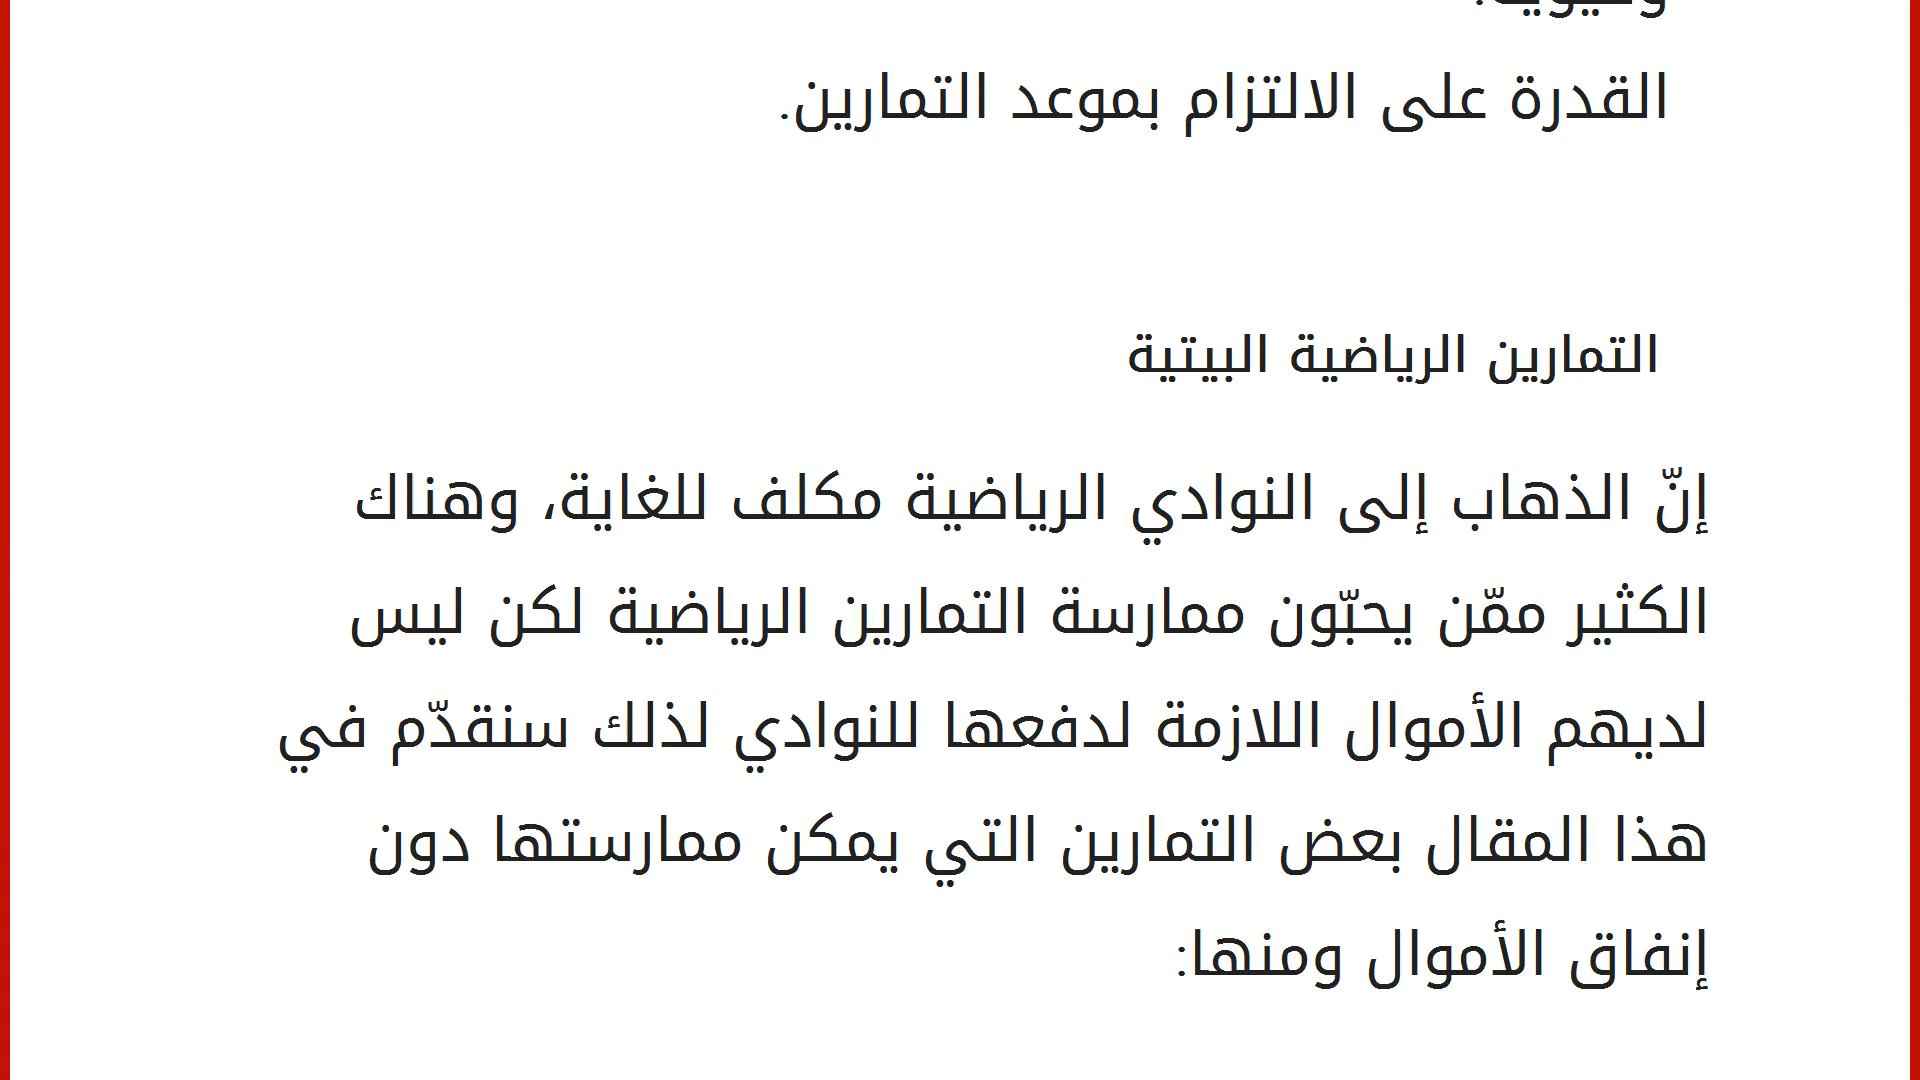 القدرة على الالتزام بموعد التمارين.
التمارين الرياضية البيتية
إنّ الذهاب إلى النوادي الرياضية مكلف للغاية، وهناك
الكثير ممّن يحبّون ممارسة التمارين الرياضية لكن ليس
لديهم الأموال اللازمة لدفعها للنوادي لذلك سنقدّم في
هذا المقال بعض التمارين التي يمكن ممارستها دون
إنفاق الأموال ومنها: